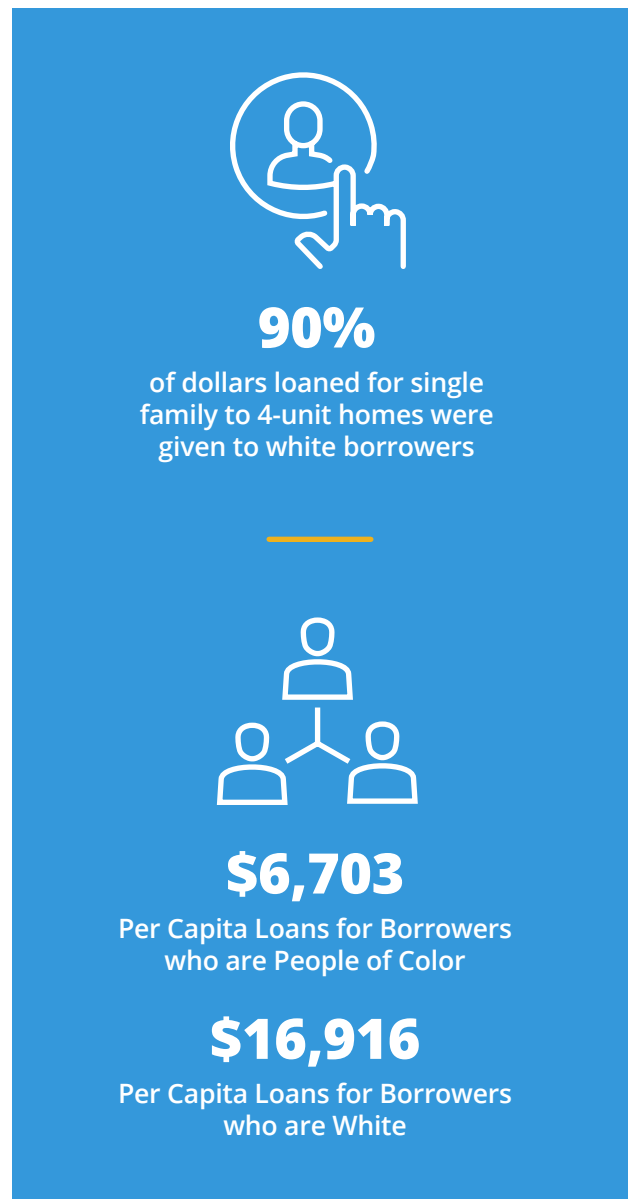 90%
of dollars loaned for single
family to 4-unit homes were
given to white borrowers
$6,703
Per Capita Loans for Borrowers
who are People of Color
$16,916
Per Capita Loans for Borrowers
who are White